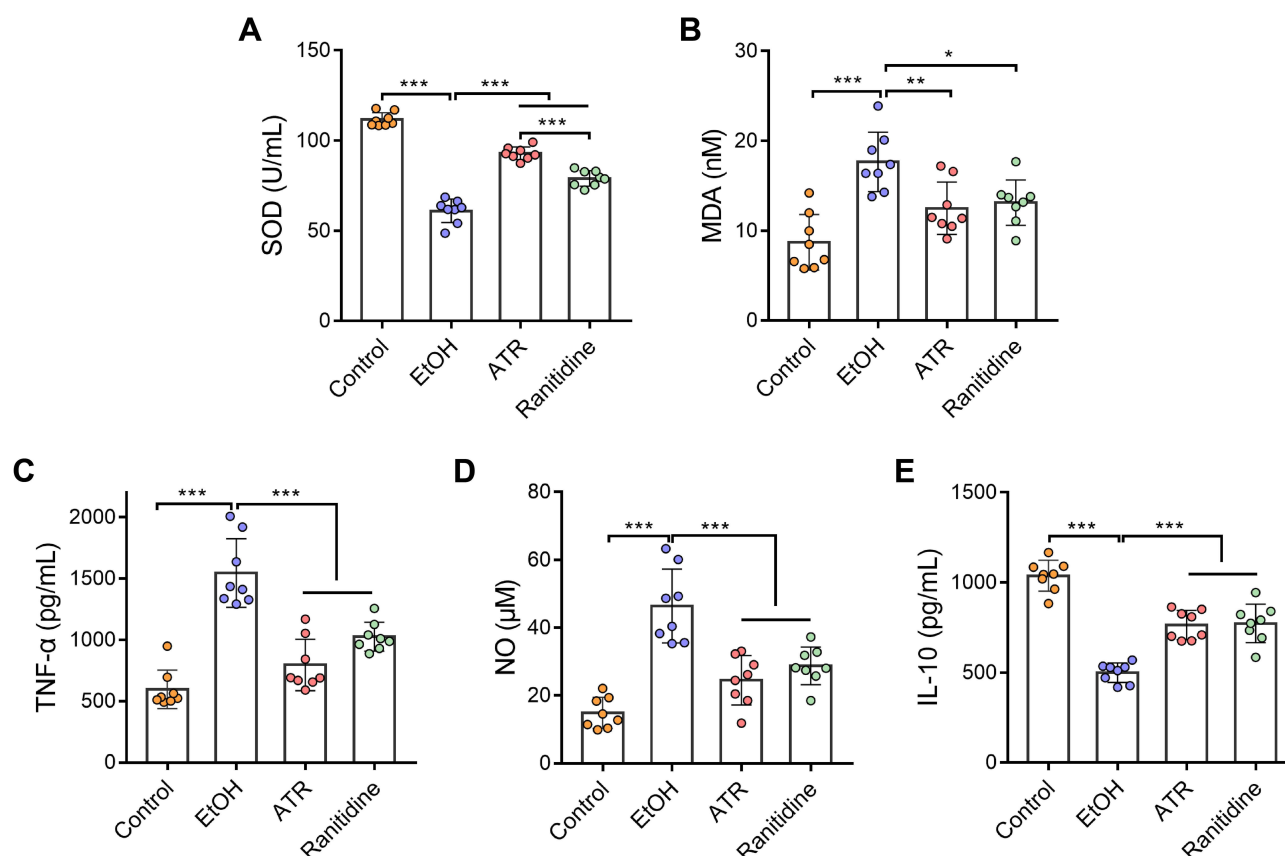 A
SOD (U/mL)
150
100
50
0
***
***
***
Control
EtOH
ATR
Ranitidine
B
MDA (nM)
30
20
10
0
***
**
*
Control
EtOH
ATR
Ranitidine
C
TNF-α (pg/mL)
2000
1500
1000
500
0
***
***
Control
EtOH
ATR
Ranitidine
D
NO (µM)
80
60
40
20
0
***
***
Control
EtOH
ATR
Ranitidine
E
IL-10 (pg/mL)
1500
1000
500
0
***
***
Control
EtOH
ATR
Ranitidine